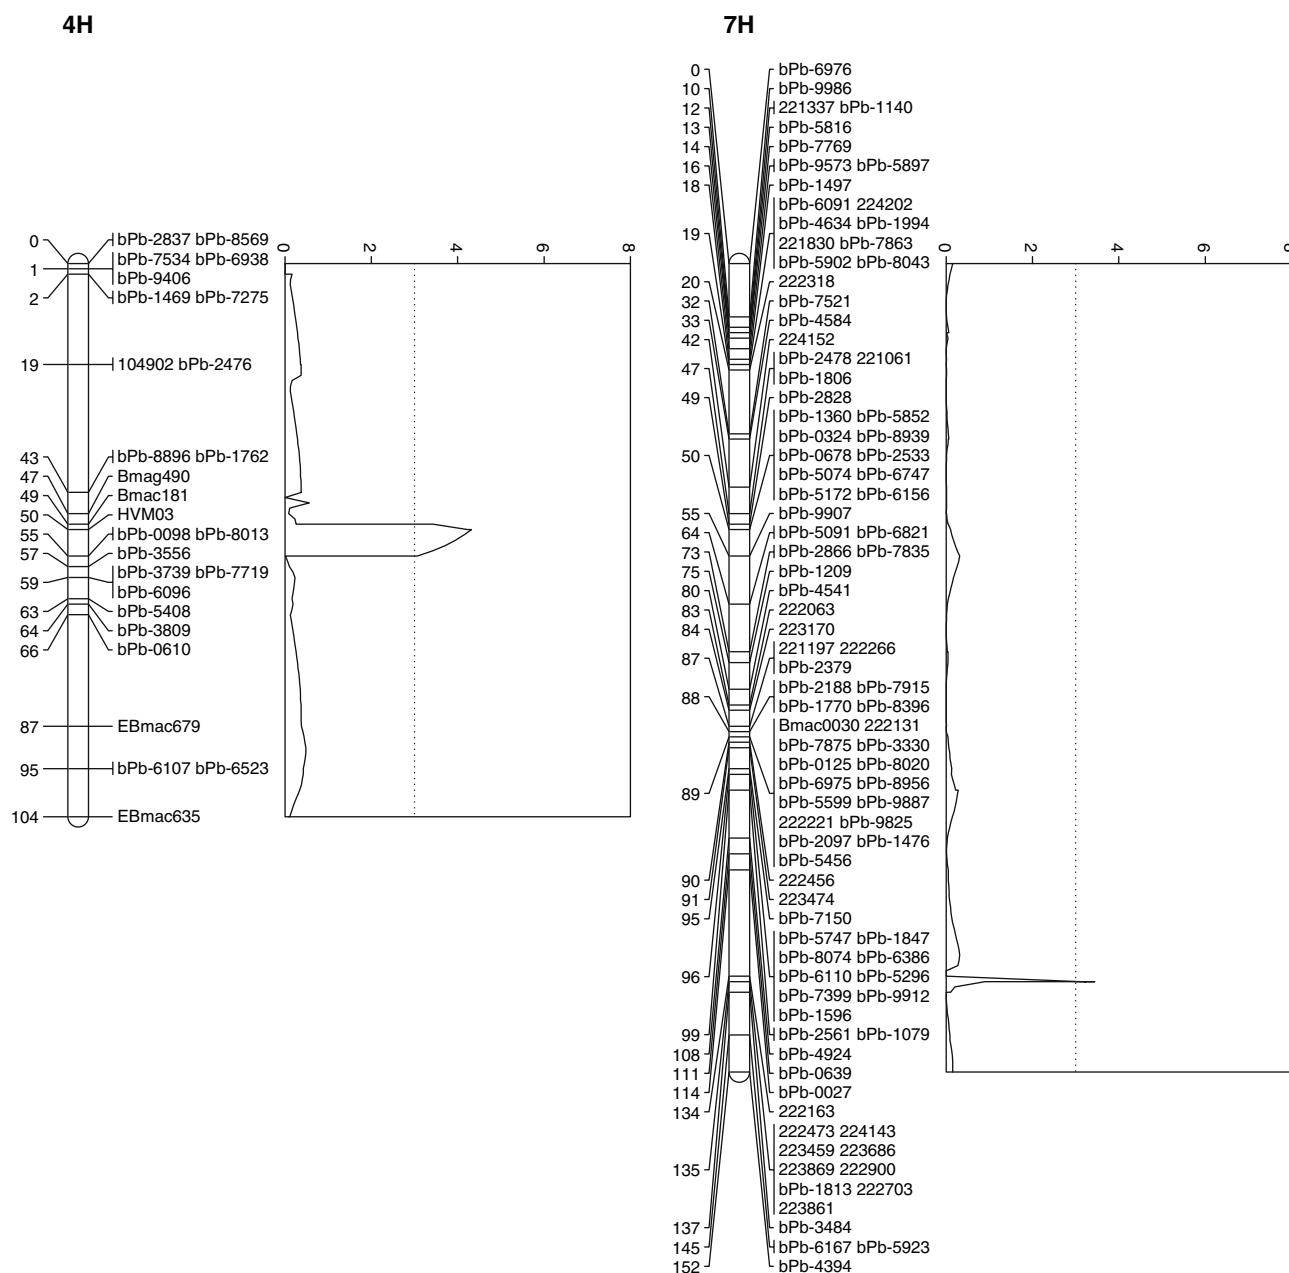 4H
0 bPb-2837 bPb-8569
bPb-7534 bPb-6938
1
bPb-9406
2 bPb-1469 bPb-7275
19 104902 bPb-2476
43 bPb-8896 bPb-1762
47 Bmag490
49 Bmac181
50 HVM03
55 bPb-0098 bPb-8013
57 bPb-3556
bPb-3739 bPb-7719
59
bPb-6096
63 bPb-5408
64 bPb-3809
66 bPb-0610
87 EBmac679
95 bPb-6107 bPb-6523
104 EBmac635
0 2 4 6 8
7H
0 bPb-6976
10 bPb-9986
12 221337 bPb-1140
13 bPb-5816
14 bPb-7769
16 bPb-9573 bPb-5897
18 bPb-1497
bPb-6091 224202
bPb-4634 bPb-1994
19
221830 bPb-7863
bPb-5902 bPb-8043
20 222318
32 bPb-7521
33 bPb-4584
42 224152
bPb-2478 221061
47
bPb-1806
49 bPb-2828
bPb-1360 bPb-5852
bPb-0324 bPb-8939
50 bPb-0678 bPb-2533
bPb-5074 bPb-6747
bPb-5172 bPb-6156
55 bPb-9907
64 bPb-5091 bPb-6821
73 bPb-2866 bPb-7835
75 bPb-1209
80 bPb-4541
83 222063
84 223170
221197 222266
87
bPb-2379
bPb-2188 bPb-7915
88
bPb-1770 bPb-8396
Bmac0030 222131
bPb-7875 bPb-3330
bPb-0125 bPb-8020
bPb-6975 bPb-8956
89
bPb-5599 bPb-9887
222221 bPb-9825
bPb-2097 bPb-1476
bPb-5456
90 222456
91 223474
95 bPb-7150
bPb-5747 bPb-1847
bPb-8074 bPb-6386
96 bPb-6110 bPb-5296
bPb-7399 bPb-9912
bPb-1596
99 bPb-2561 bPb-1079
108 bPb-4924
111 bPb-0639
114 bPb-0027
134 222163
222473 224143
223459 223686
135 223869 222900
bPb-1813 222703
223861
137 bPb-3484
145 bPb-6167 bPb-5923
152 bPb-4394
0 2 4 6 8